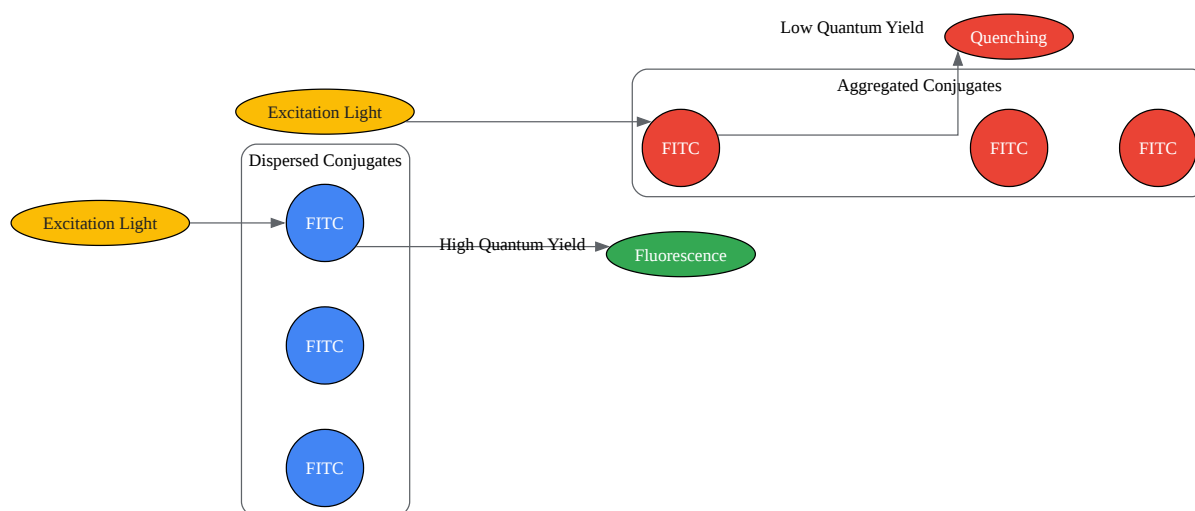 Low Quantum Yield
Quenching
Aggregated Conjugates
Excitation Light
FITC
FITC
FITC
Dispersed Conjugates
Excitation Light
FITC
High Quantum Yield
Fluorescence
FITC
FITC